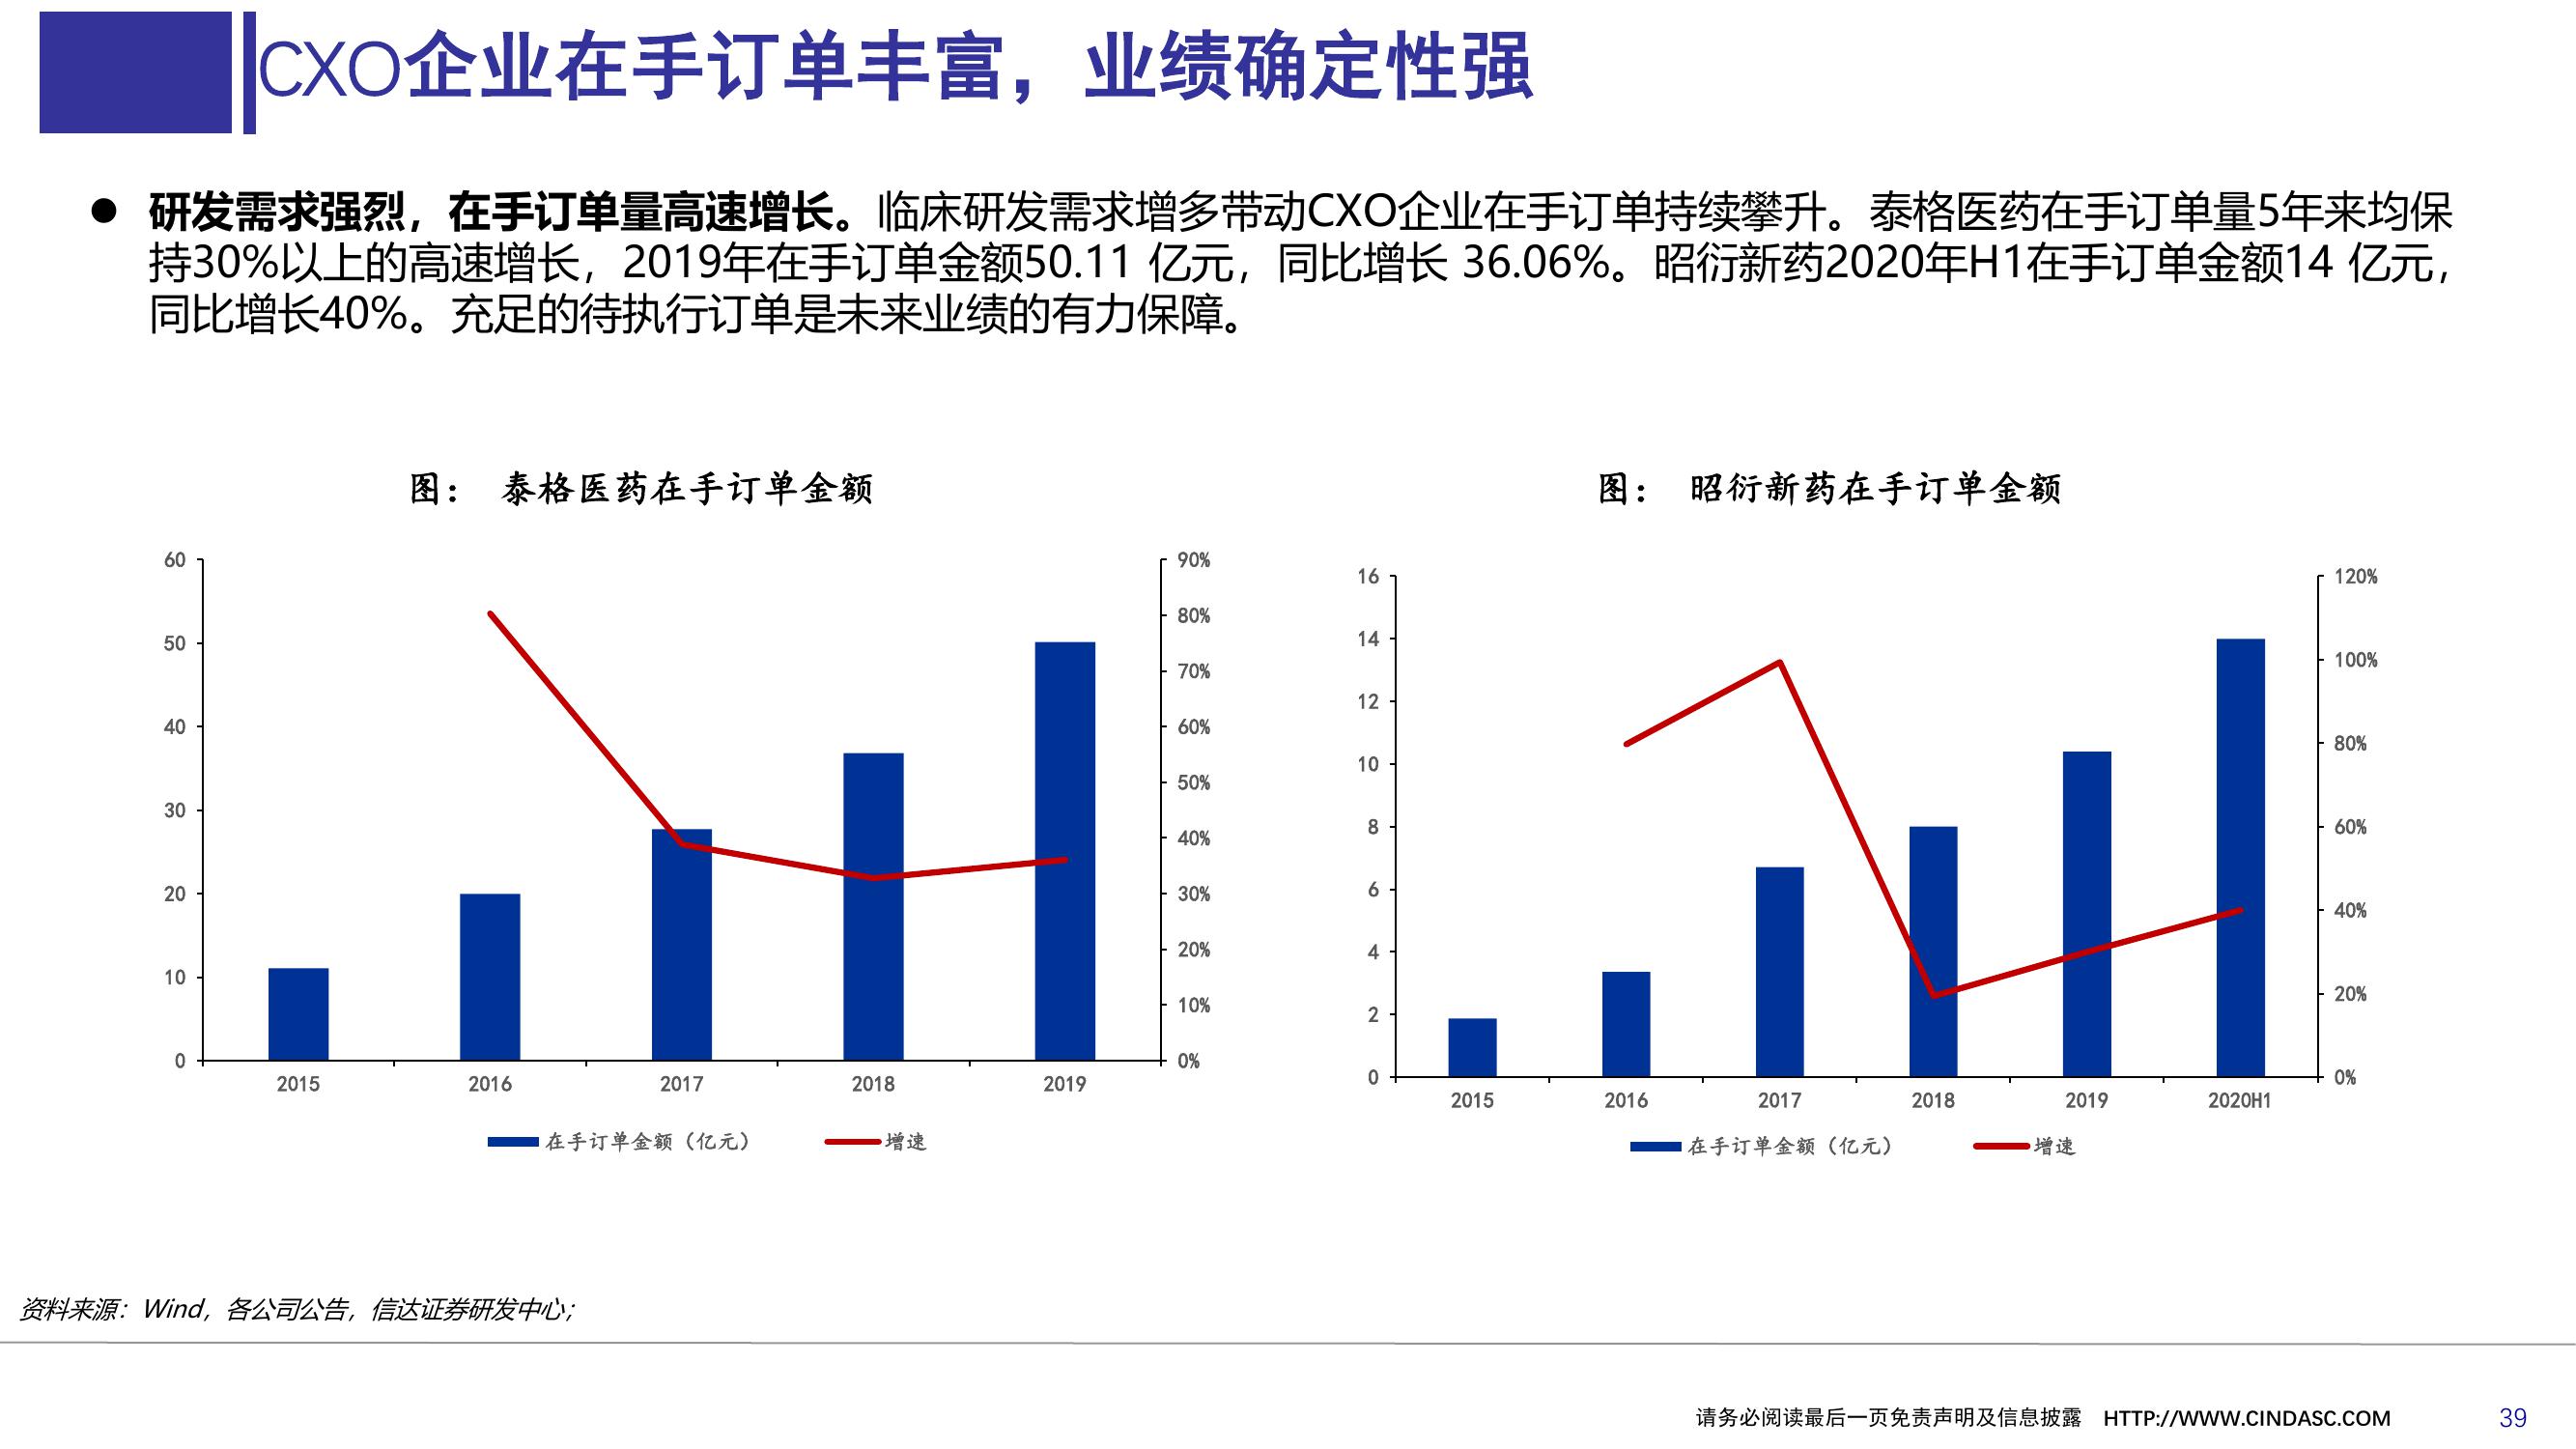 CXO企业在手订单丰富，业绩确定性强
● 研发需求强烈，在手订单量高速增长。临床研发需求增多带动CXO企业在手订单持续攀升。泰格医药在手订单量5年来均保
持30%以上的高速增长，2019年在手订单金额50.11 亿元，同比增长 36.06%。昭衍新药2020年H1在手订单金额14 亿元，
同比增长40%。充足的待执行订单是未来业绩的有力保障。
图： 泰格医药在手订单金额
60
50
40
30
20
10
0
90%
80%
70%
60%
50%
40%
30%
20%
10%
0%
2015 2016 2017 2018 2019
在手订单金额（亿元） 增速
图： 昭衍新药在手订单金额
16
14
12
10
8
6
4
2
0
120%
100%
80%
60%
40%
20%
0%
2015 2016 2017 2018 2019 2020H1
在手订单金额（亿元） 增速
资料来源：Wind，各公司公告，信达证券研发中心；
请务必阅读最后一页免责声明及信息披露 HTTP://WWW.CINDASC.COM 39